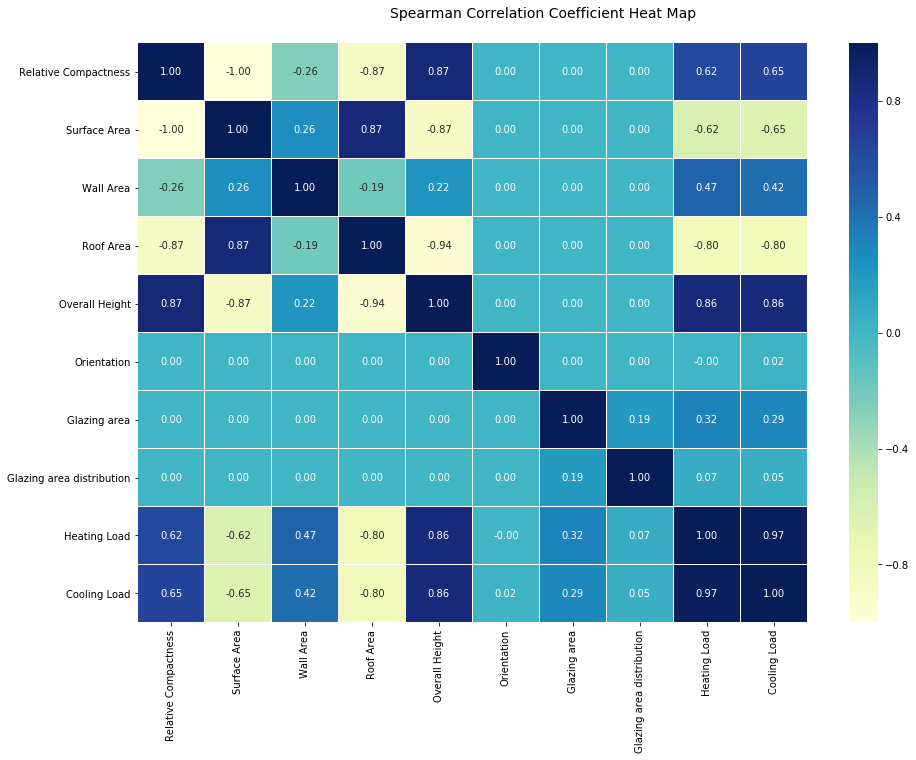 Spearman Correlation Coefficient Heat Map
Relative Compactness 1.00 -1.00 -0.26 -0.87 0.87 0.00 0.00 0.00 0.62 0.65
Surface Area -1.00 1.00 0.26 0.87 -0.87 0.00 0.00 0.00 -0.62 -0.65
Wall Area -0.26 0.26 1.00 -0.19 0.22 0.00 0.00 0.00 0.47 0.42
Roof Area -0.87 0.87 -0.19 1.00 -0.94 0.00 0.00 0.00 -0.80 -0.80
Overall Height 0.87 -0.87 0.22 -0.94 1.00 0.00 0.00 0.00 0.86 0.86
Orientation 0.00 0.00 0.00 0.00 0.00 1.00 0.00 0.00 -0.00 0.02
Glazing area 0.00 0.00 0.00 0.00 0.00 0.00 1.00 0.19 0.32 0.29
Glazing area distribution 0.00 0.00 0.00 0.00 0.00 0.00 0.19 1.00 0.07 0.05
Heating Load 0.62 -0.62 0.47 -0.80 0.86 -0.00 0.32 0.07 1.00 0.97
Cooling Load 0.65 -0.65 0.42 -0.80 0.86 0.02 0.29 0.05 0.97 1.00
Relative Compactness
Surface Area
Wall Area
Roof Area
Overall Height
Orientation
Glazing area
Glazing area distribution
Heating Load
Cooling Load
0.8
0.4
0.0
−0.4
−0.8